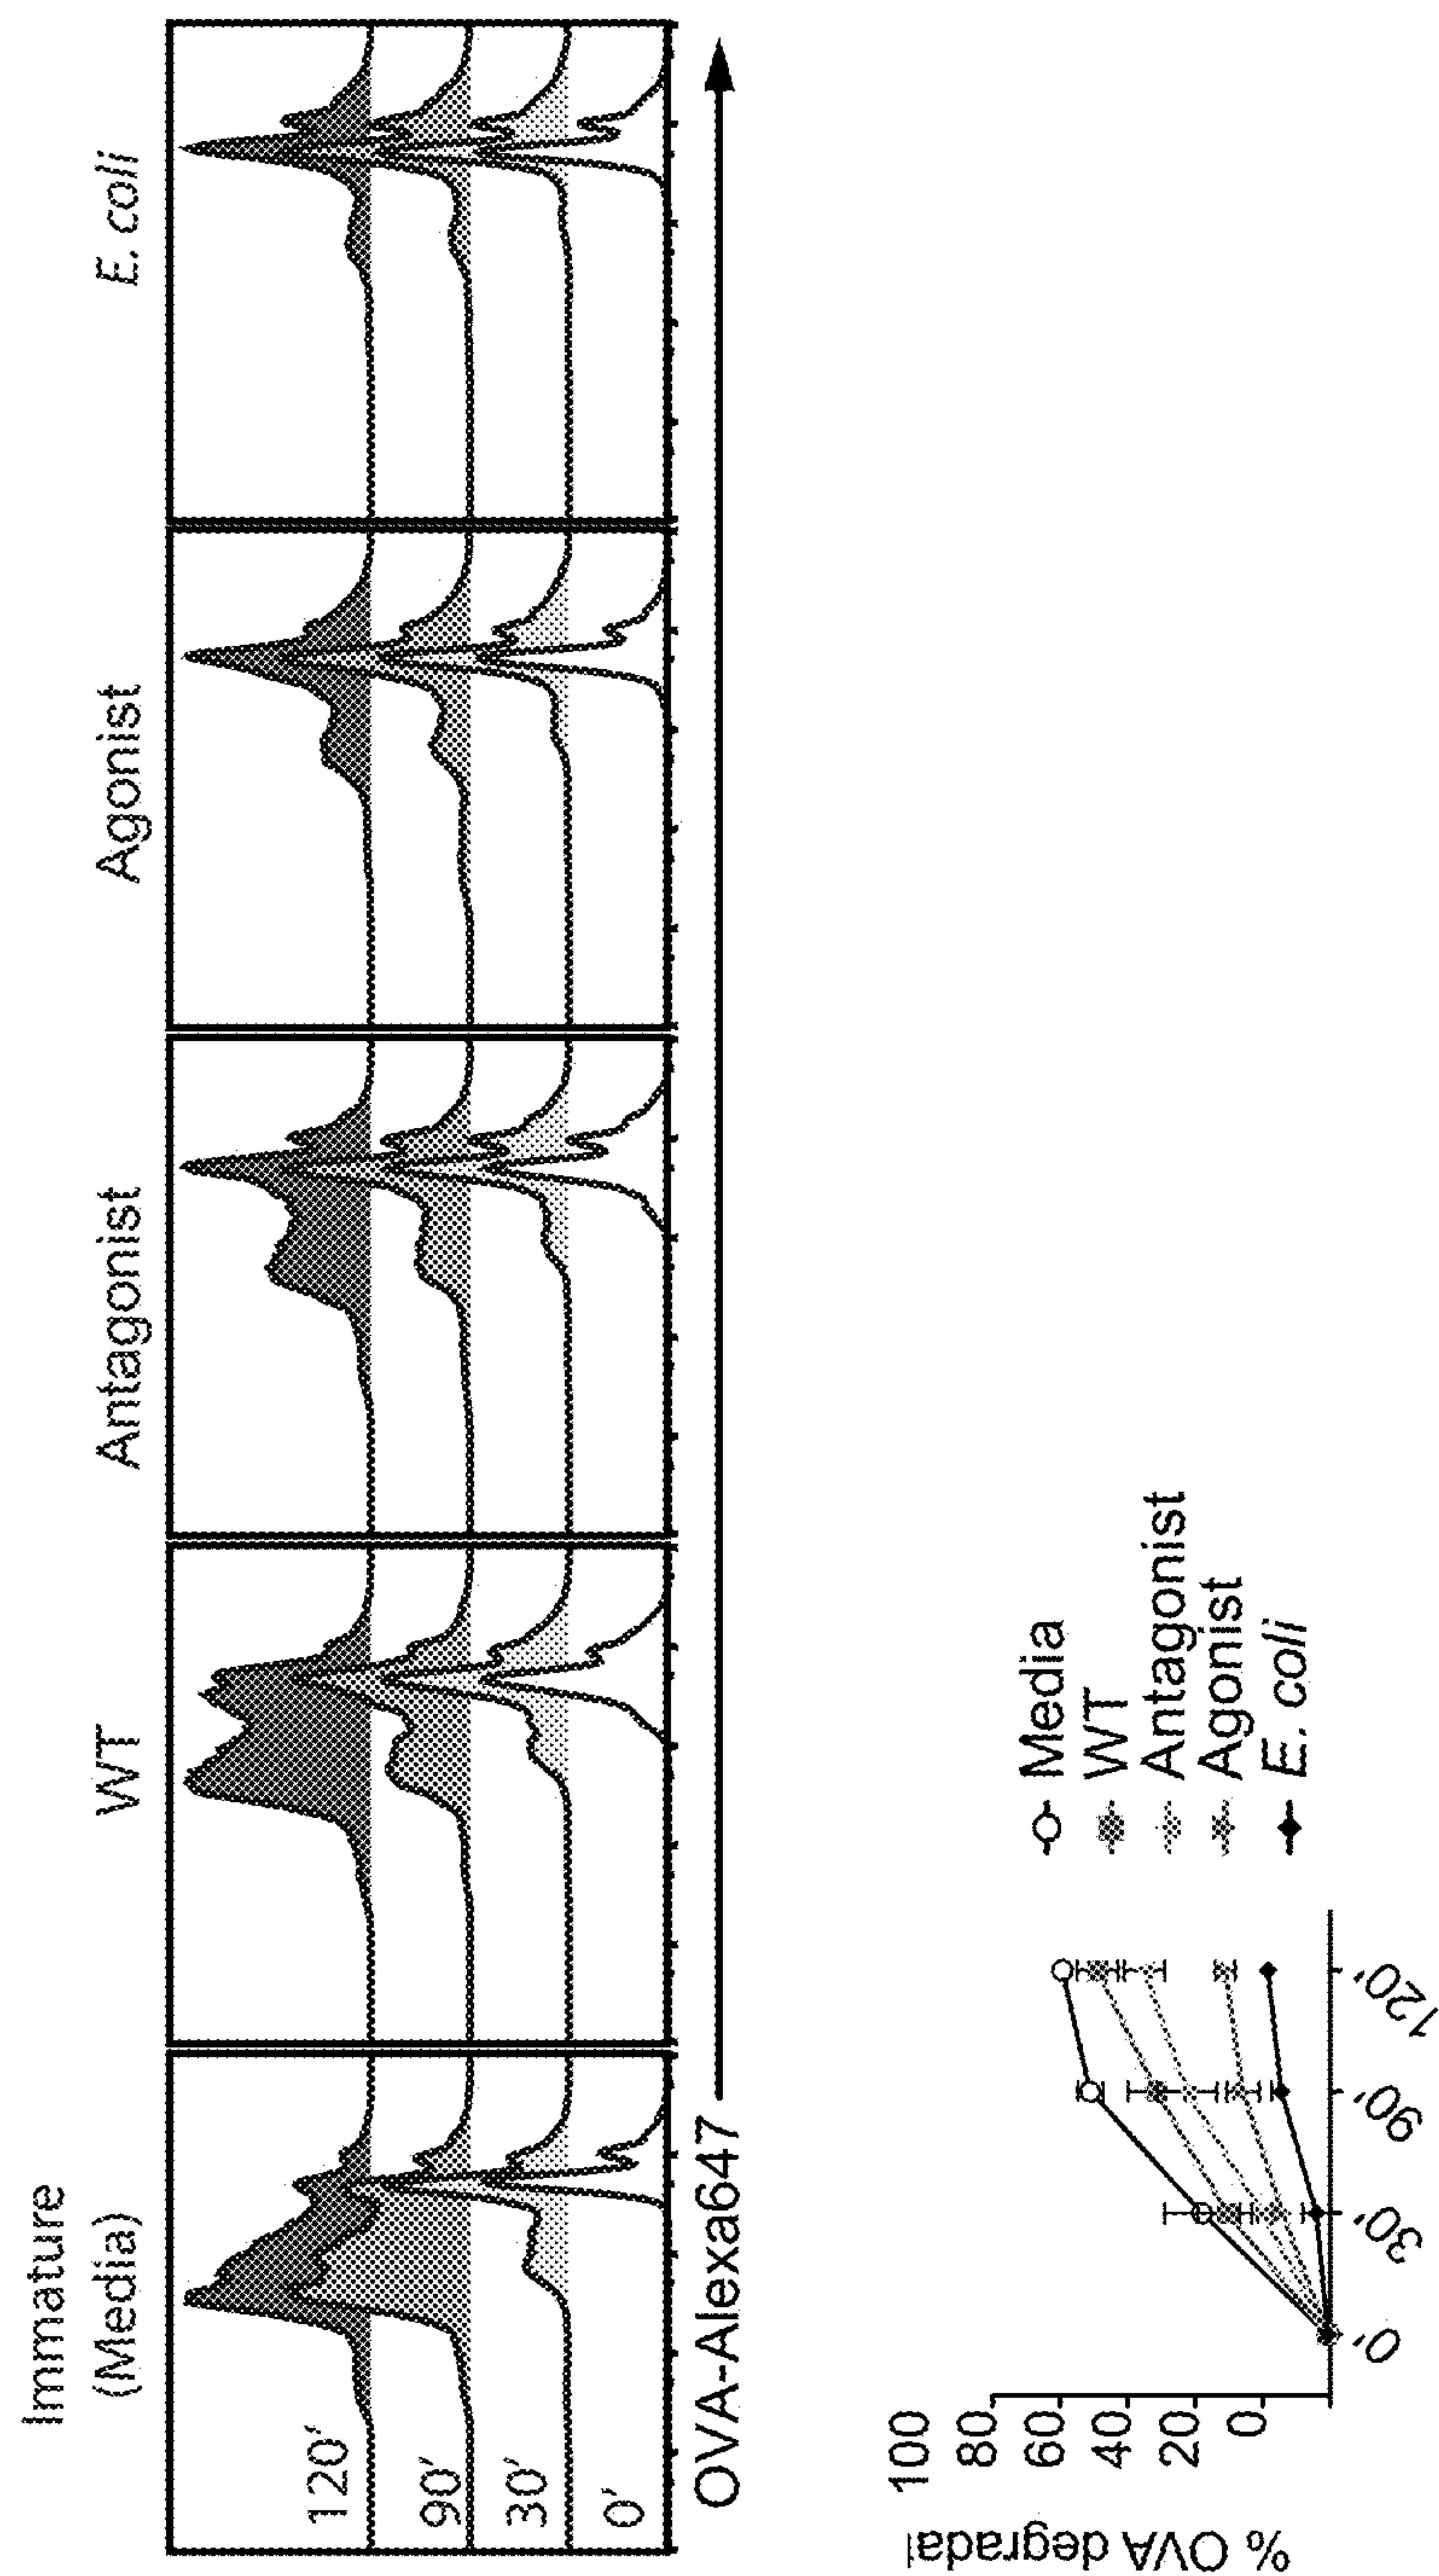 Immature
(Media)
WT
Antagonist
Agonist
E. coli
120′
90′
30′
0′
OVA-Alexa647
% OVA degrada
100
80
60
40
20
0
0′
30′
90′
120′
Media
WT
Antagonist
Agonist
E. coli